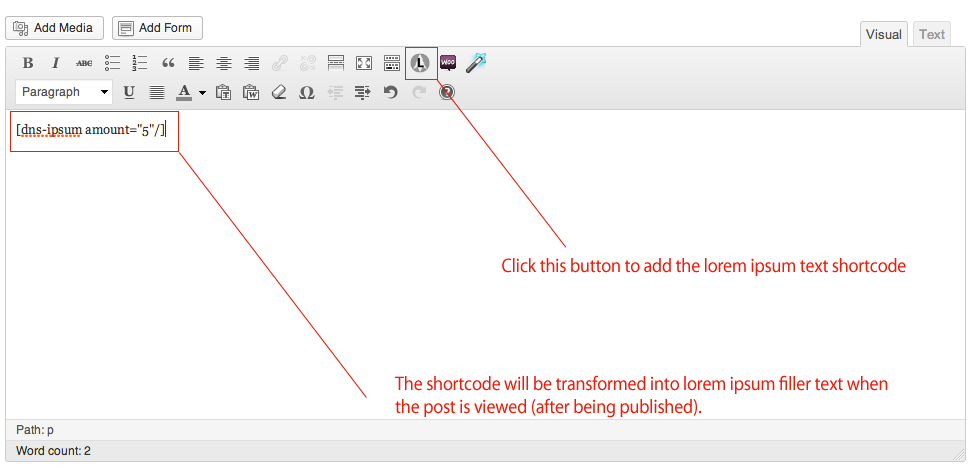 Add Media Add Form
Visual Text
B I ABC L WOO
Paragraph U A T W Ω ?
[dns-ipsum amount="5"/]
Click this button to add the lorem ipsum text shortcode
The shortcode will be transformed into lorem ipsum filler text when
the post is viewed (after being published).
Path: p
Word count: 2